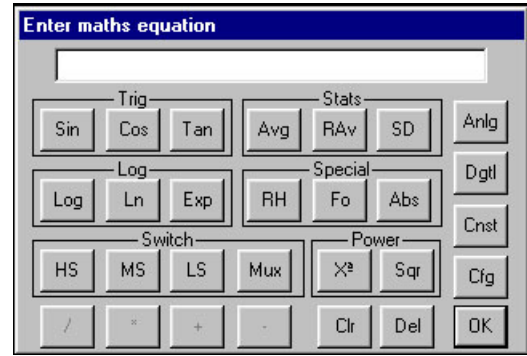 Enter maths equation
Trig Stats
Sin Cos Tan Avg RAv SD Anlg
Log Special Dgtl
Log Ln Exp RH Fo Abs
Cnst
Switch Power
HS MS LS Mux Xª Sqr Cfg
/ * + - Clr Del OK